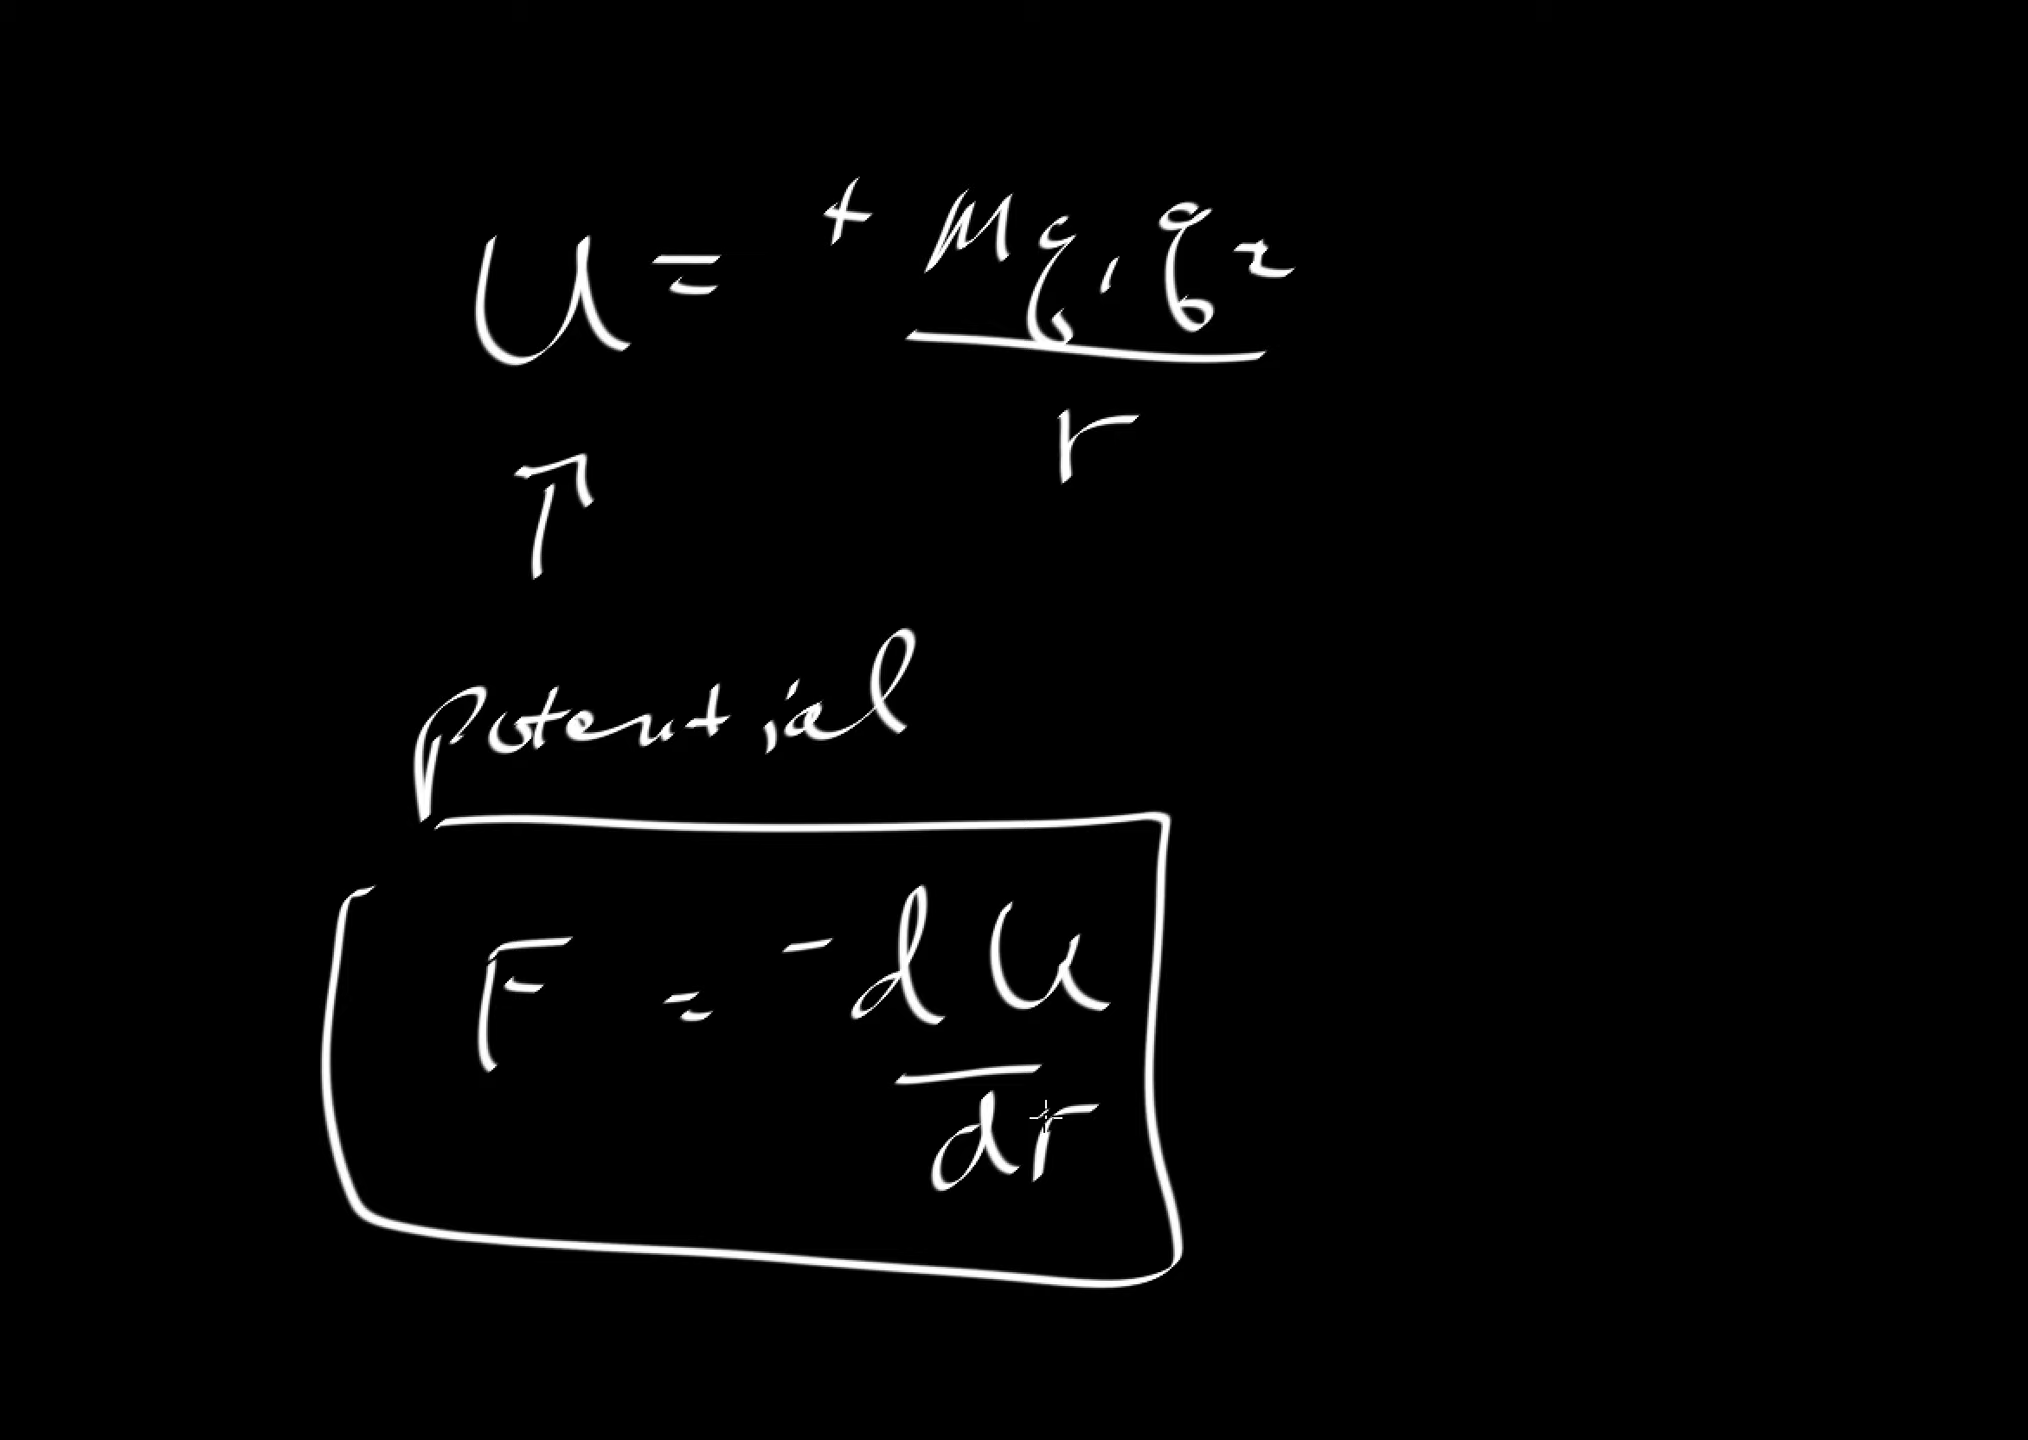 U = + Mq₁q₂ / r
↑
potential
F = -dU / dr